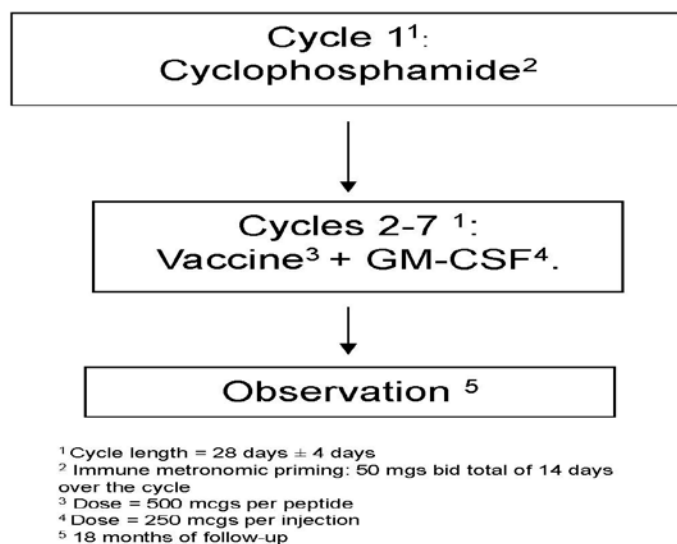 Cycle 1¹:
Cyclophosphamide²
Cycles 2-7 ¹:
Vaccine³ + GM-CSF⁴.
Observation ⁵
¹ Cycle length = 28 days ± 4 days
² Immune metronomic priming: 50 mgs bid total of 14 days
over the cycle
³ Dose = 500 mcgs per peptide
⁴ Dose = 250 mcgs per injection
⁵ 18 months of follow-up